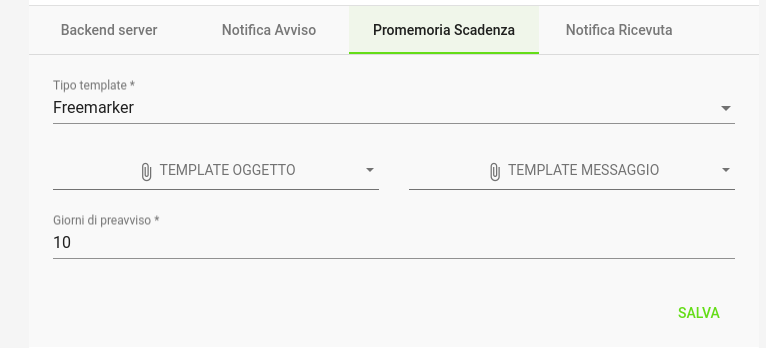 Backend server Notifica Avviso Promemoria Scadenza Notifica Ricevuta
Tipo template *
Freemarker
TEMPLATE OGGETTO TEMPLATE MESSAGGIO
Giorni di preavviso *
10
SALVA